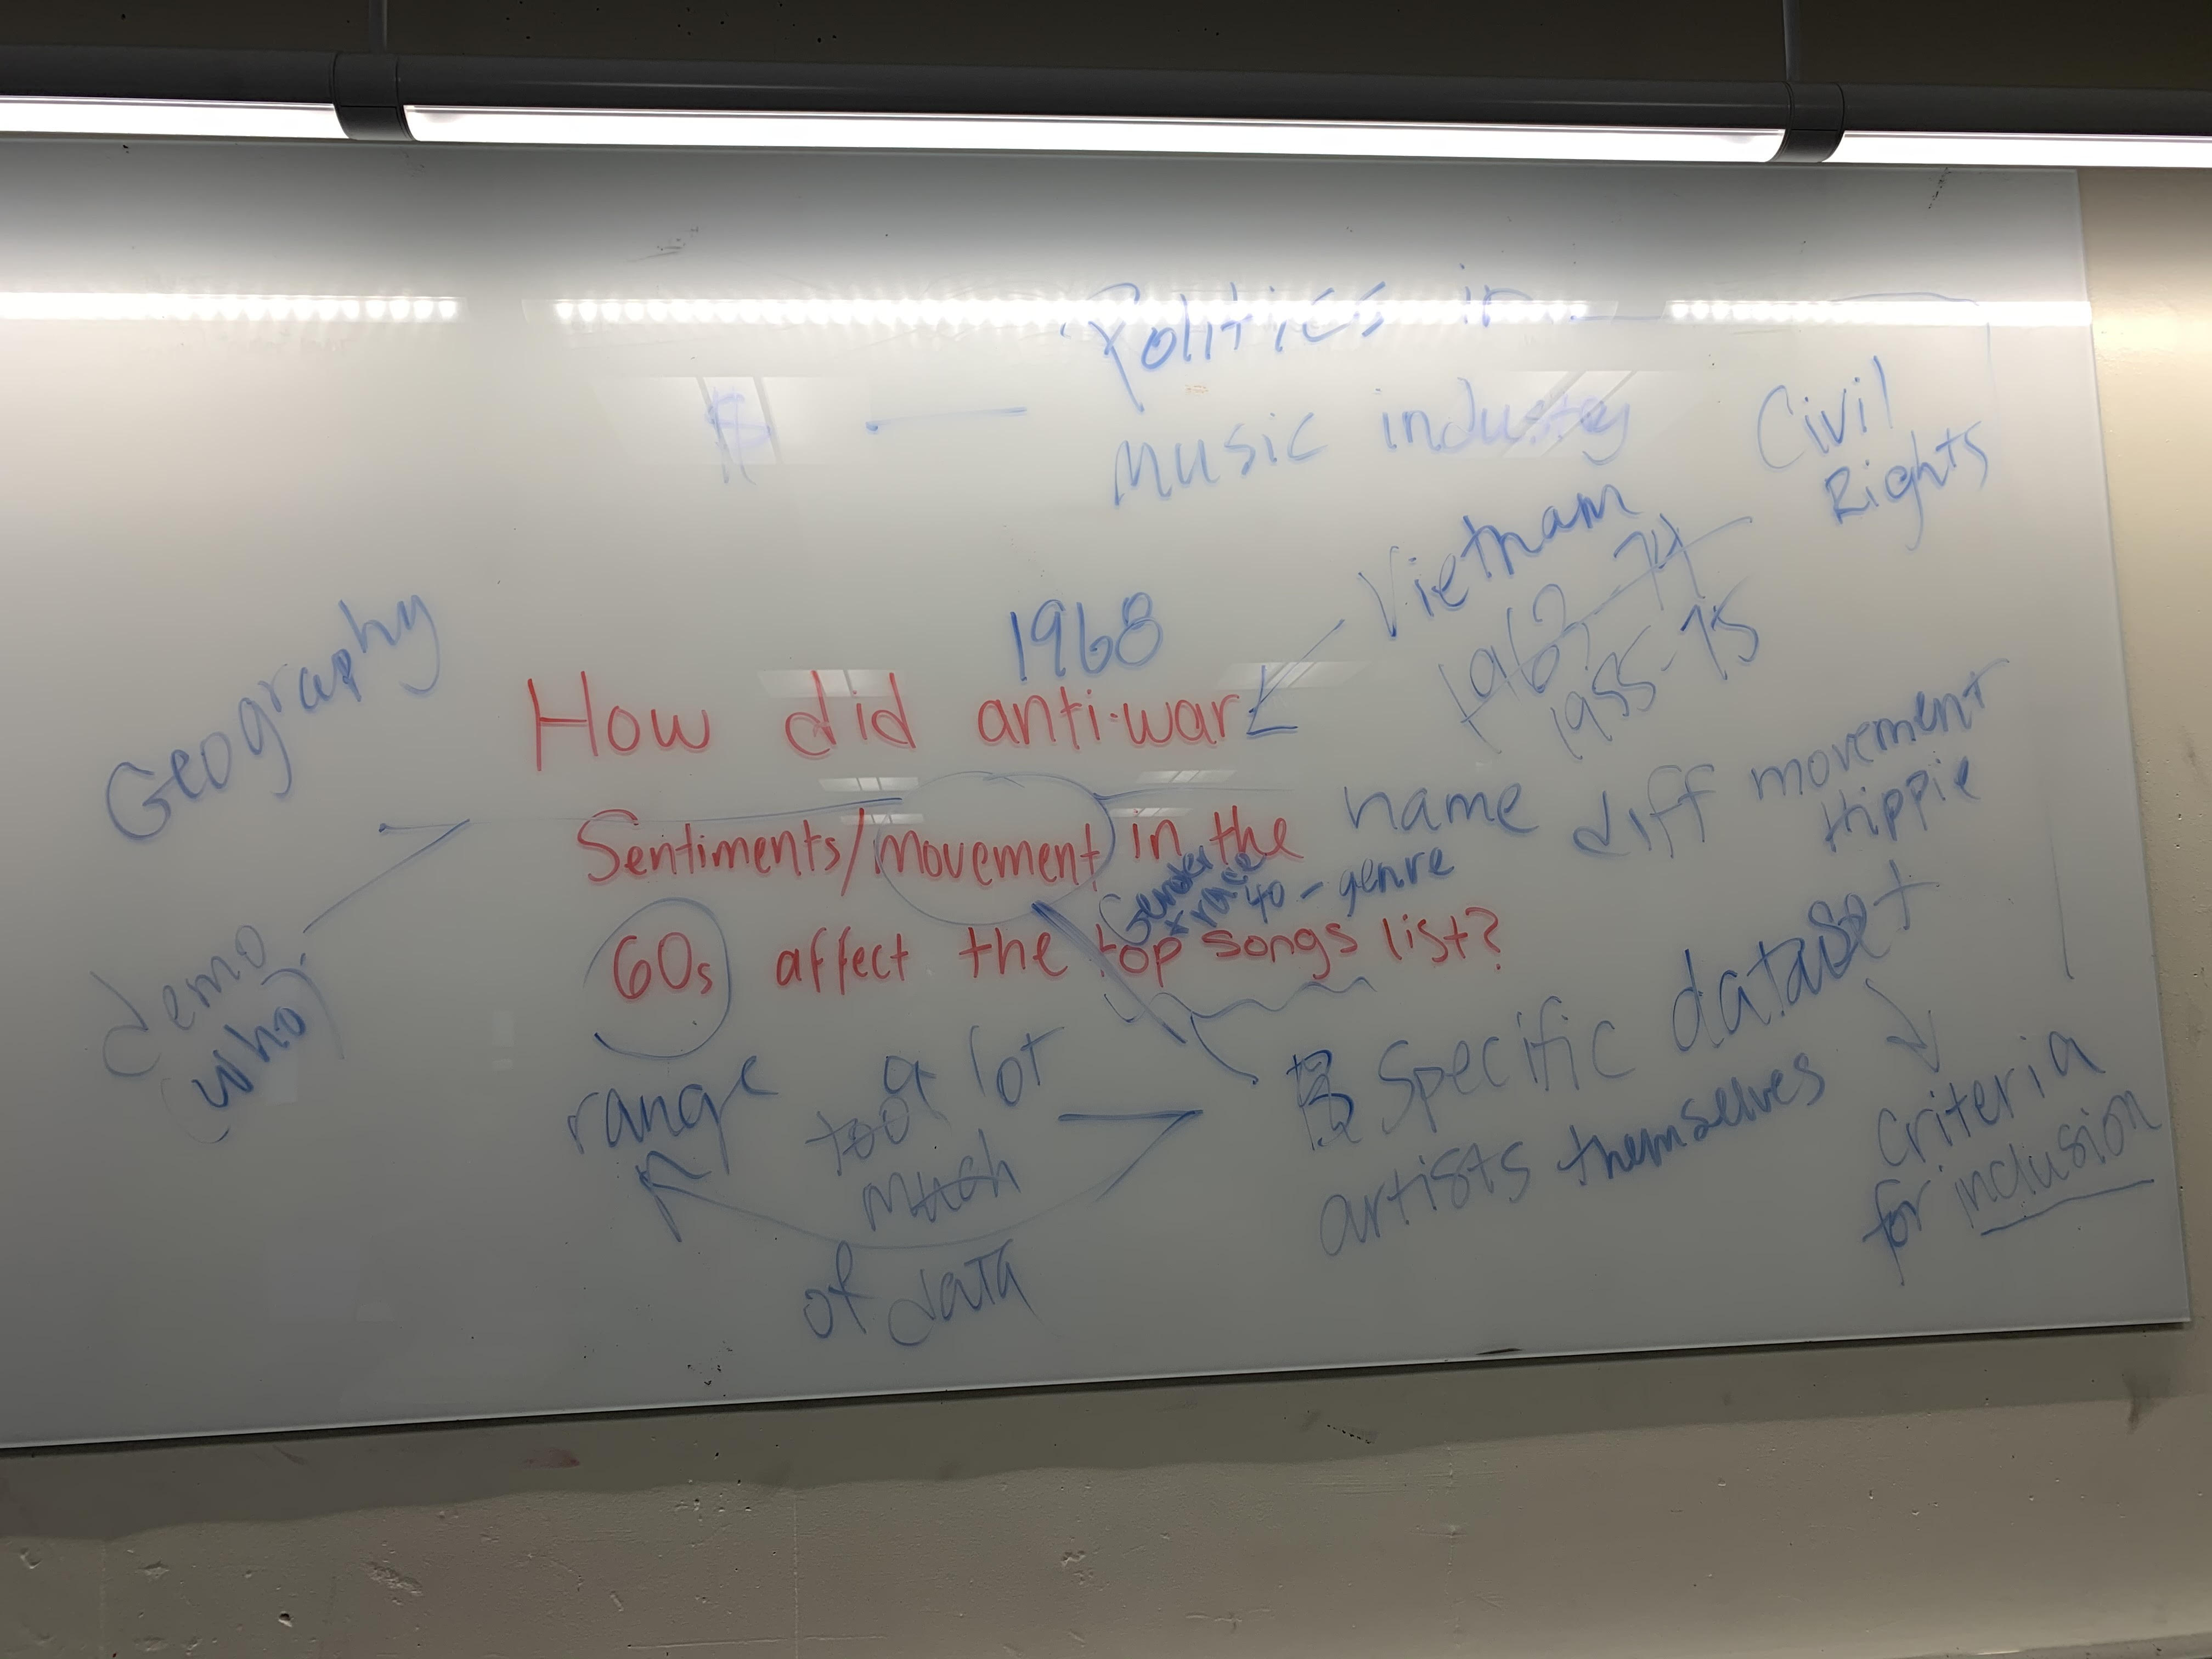 Politics in
$ — music industry
Civil
Rights
Vietnam
1962-74
1955-75
1968
Geography
How did anti-war
Sentiments/movement in the
name diff movement
Hippie
Gender
+ race
40 - genre
60s affect the top songs list?
demo
(who)
range
too a lot
much
of data
Specific dataset
artists themselves
Criteria
for inclusion